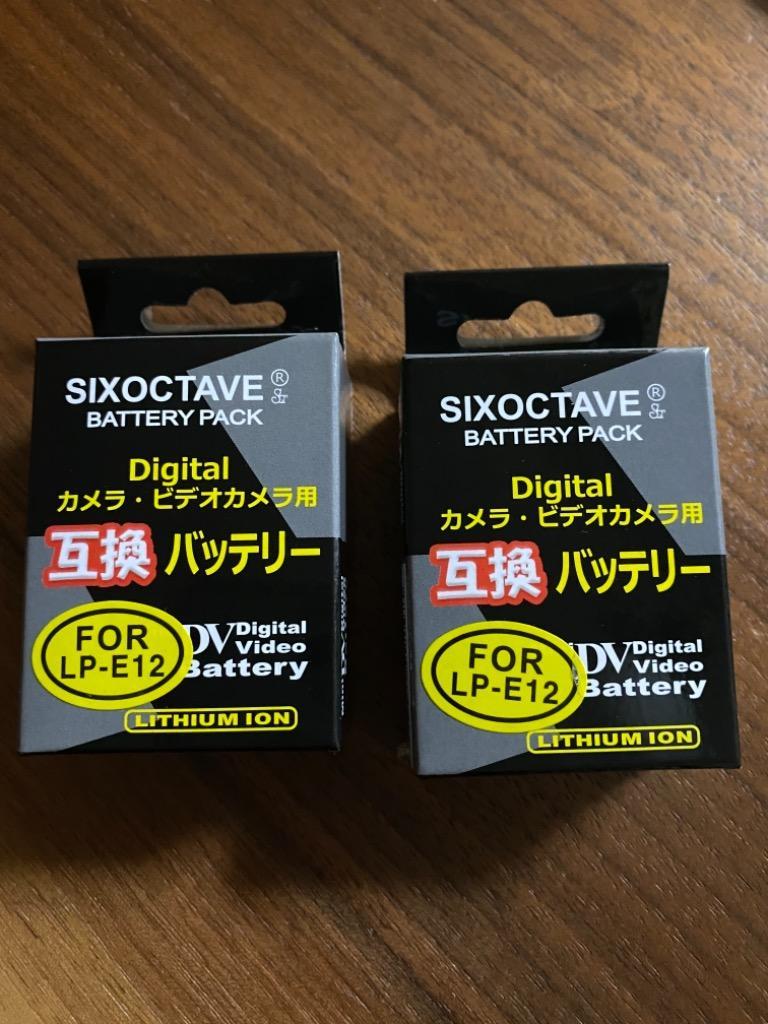 SIXOCTAVE ®
BATTERY PACK
Digital
カメラ・ビデオカメラ用
互換 バッテリー
FOR
LP-E12
DV Digital
Video
Battery
LITHIUM ION
SIXOCTAVE ®
BATTERY PACK
Digital
カメラ・ビデオカメラ用
互換 バッテリー
FOR
LP-E12
DV Digital
Video
Battery
LITHIUM ION